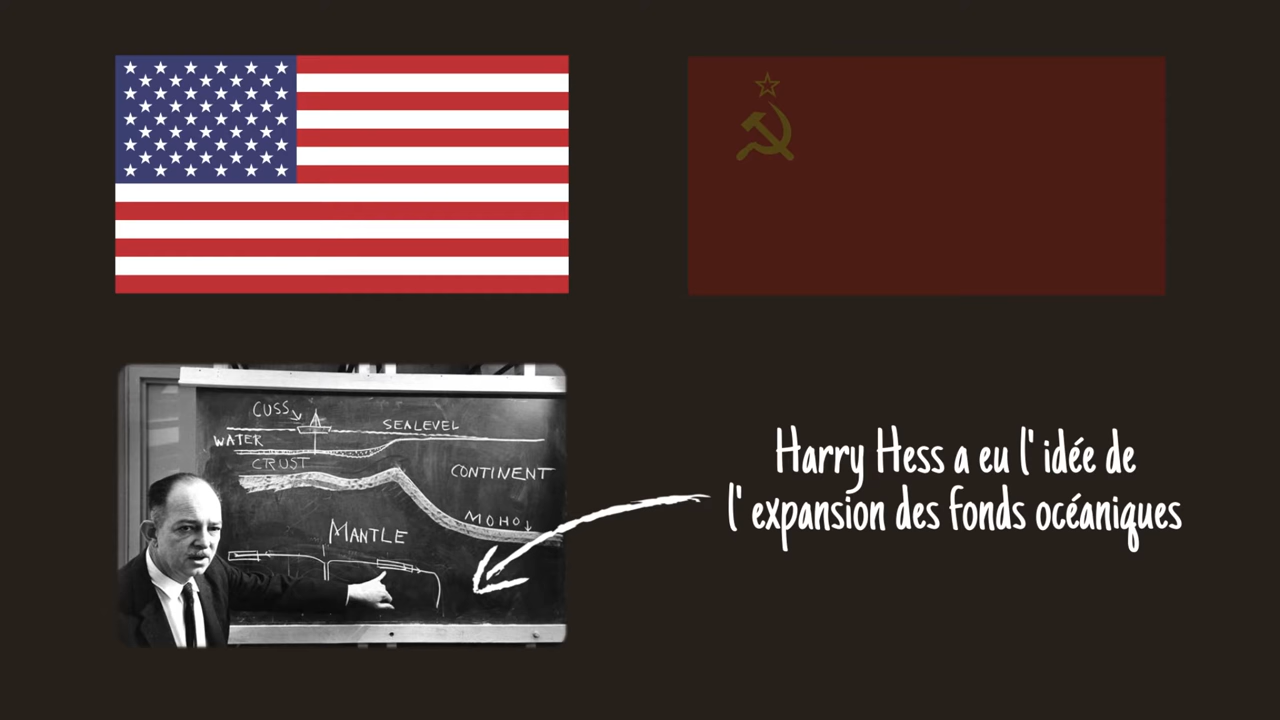 CUSS
SEALEVEL
WATER
CRUST
CONTINENT
MOHO
MANTLE
Harry Hess a eu l'idée de
l'expansion des fonds océaniques